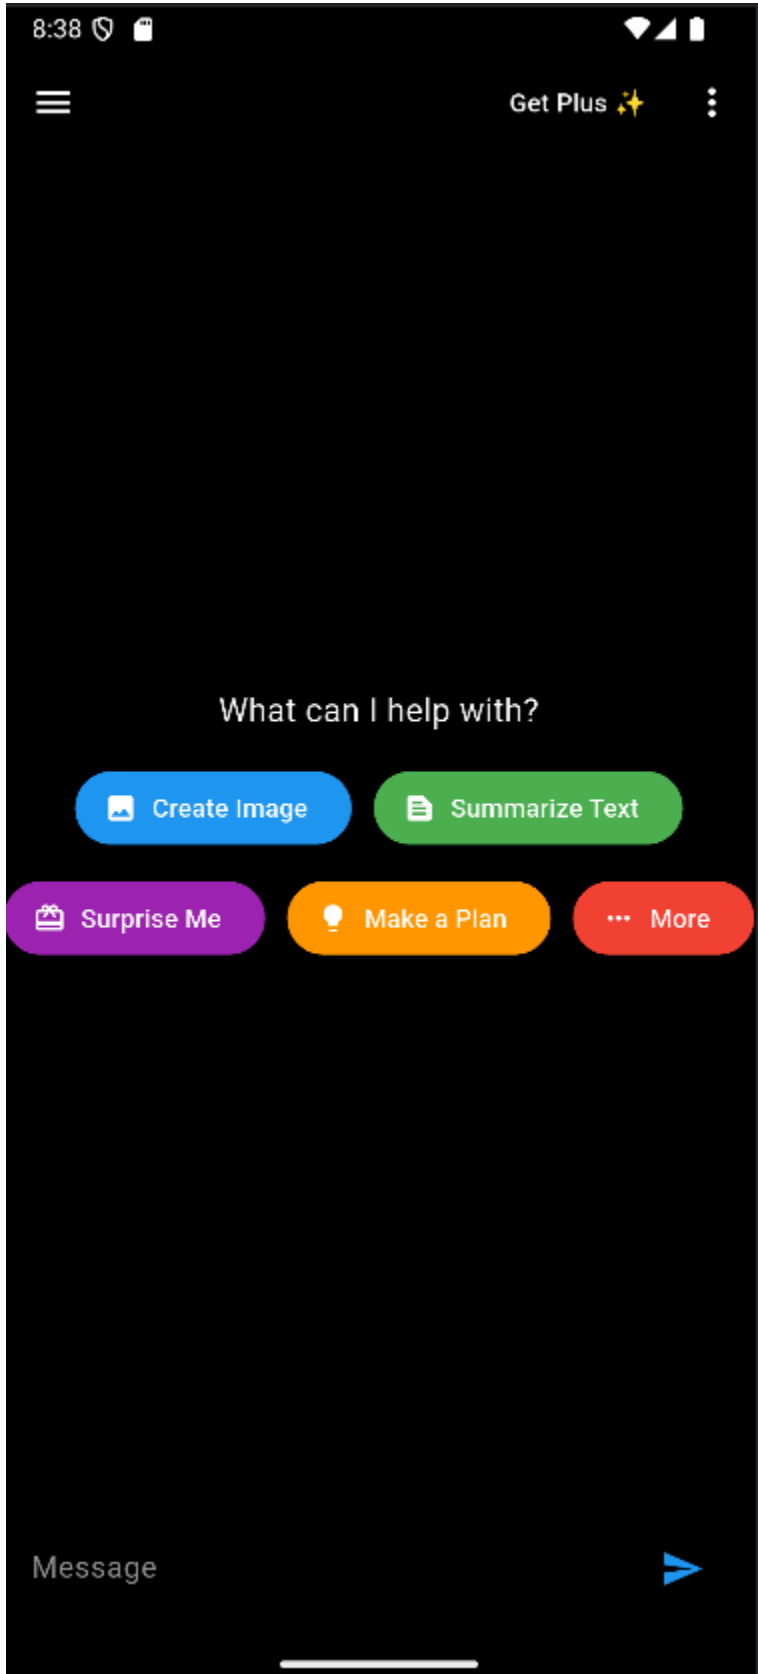 8:38
Get Plus ✨
What can I help with?
Create Image Summarize Text
Surprise Me Make a Plan More
Message